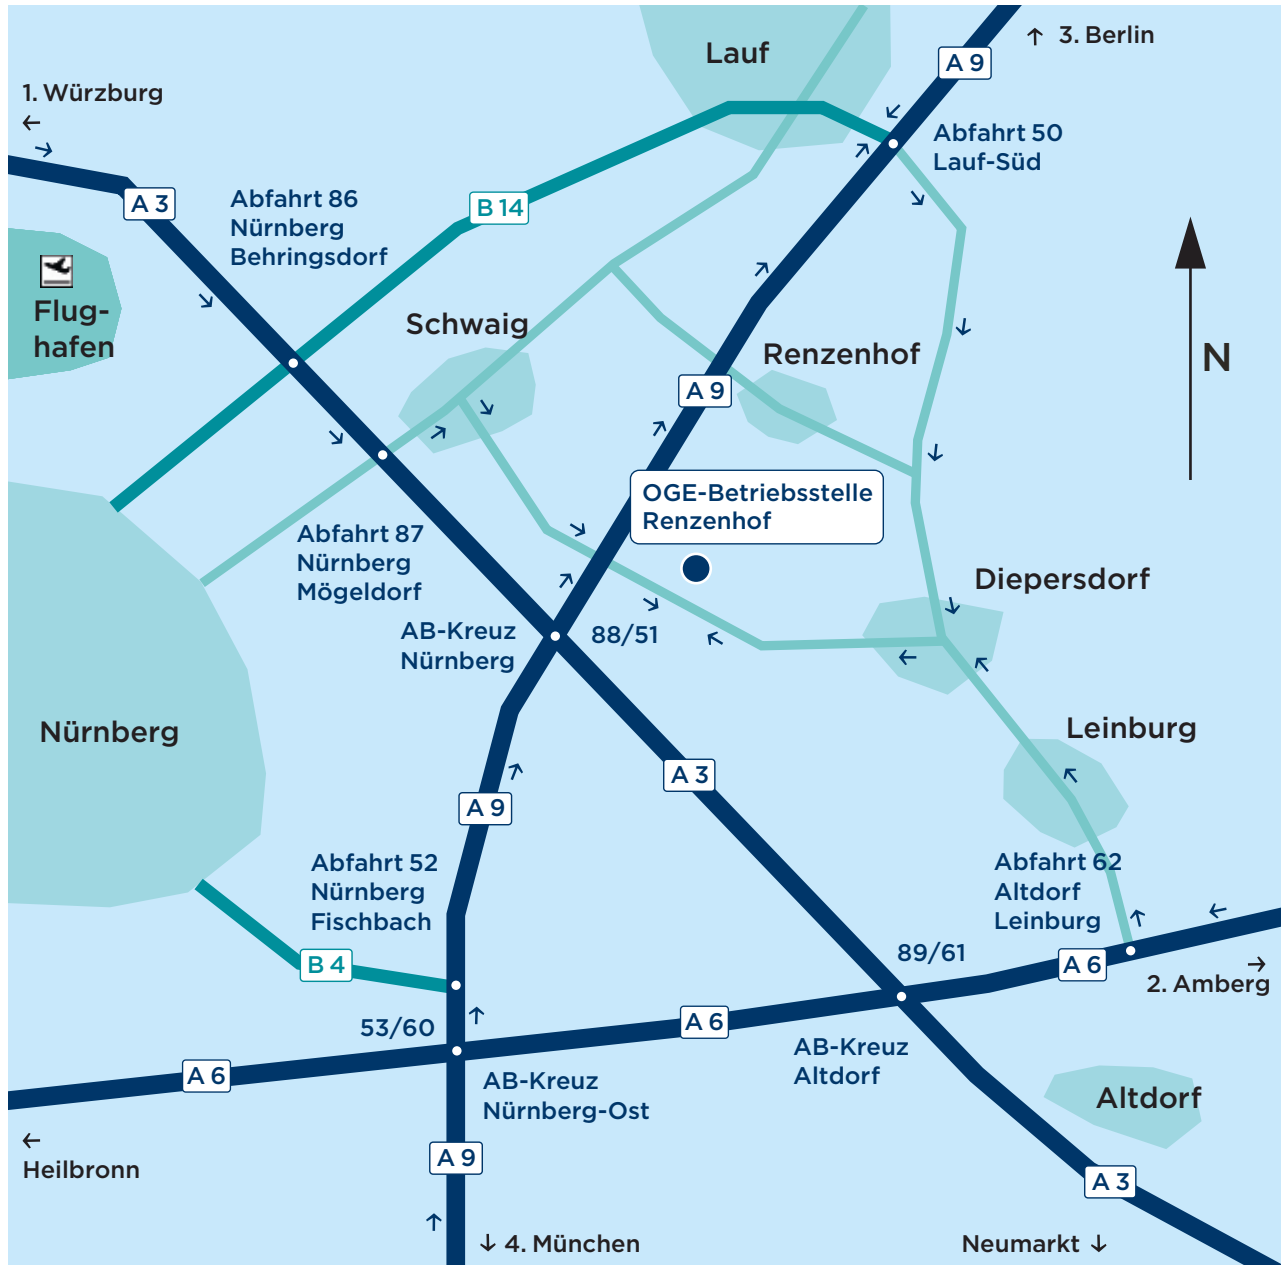 3. Berlin
Lauf
A 9
1. Würzburg
Abfahrt 50
Lauf-Süd
A 3
Abfahrt 86
Nürnberg
Behringsdorf
B 14
Flug-
hafen
Schwaig
Renzenhof
N
A 9
OGE-Betriebsstelle
Renzenhof
Abfahrt 87
Nürnberg
Mögeldorf
Diepersdorf
AB-Kreuz
Nürnberg
88/51
Nürnberg
Leinburg
A 3
A 9
Abfahrt 52
Nürnberg
Fischbach
Abfahrt 62
Altdorf
Leinburg
B 4
89/61
A 6
2. Amberg
53/60
A 6
AB-Kreuz
Altdorf
A 6
AB-Kreuz
Nürnberg-Ost
Altdorf
Heilbronn
A 9
A 3
4. München
Neumarkt